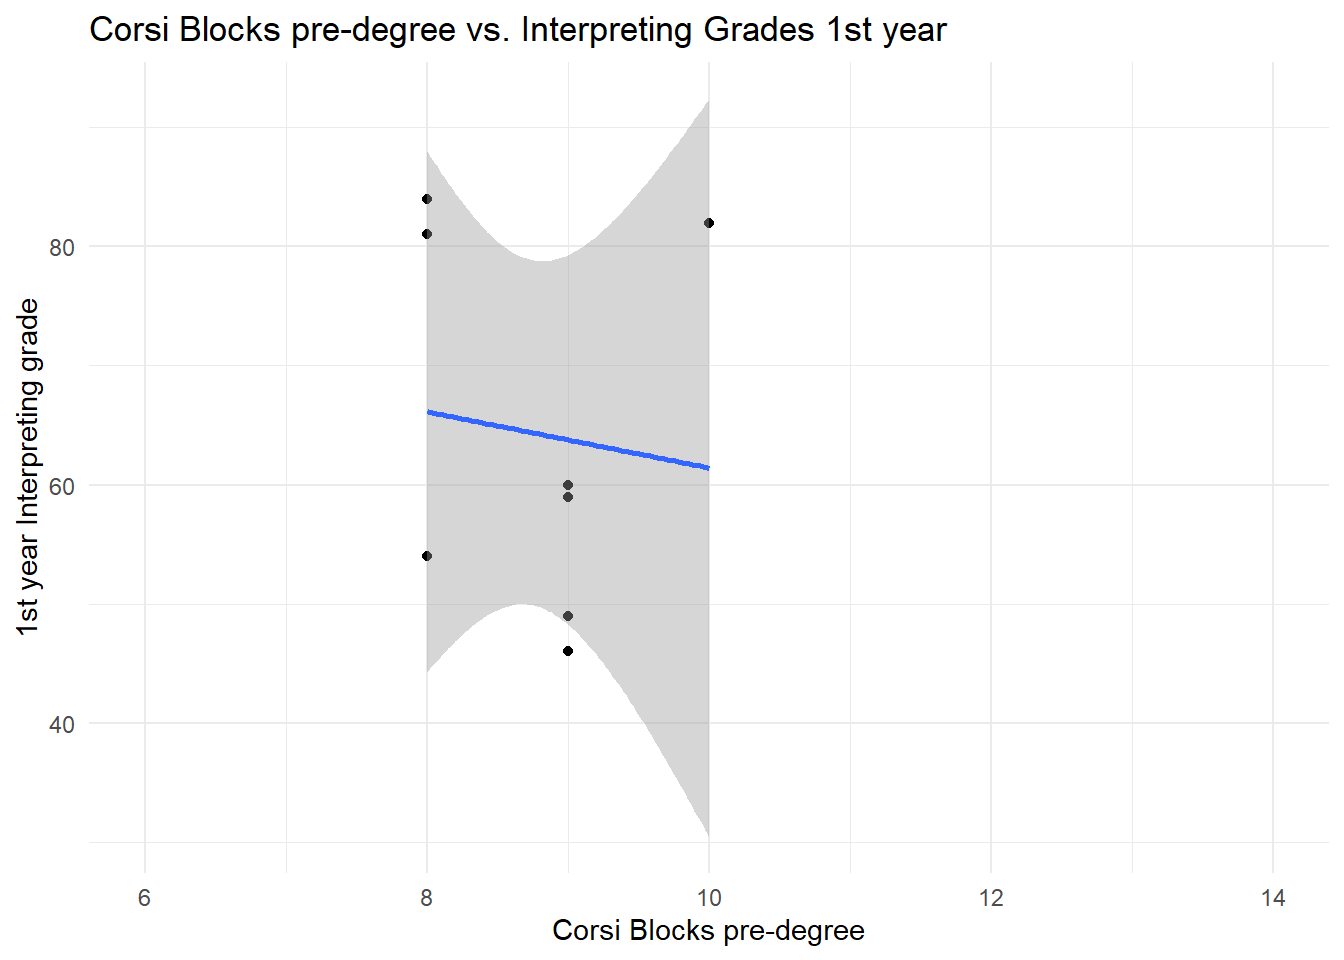 Corsi Blocks pre-degree vs. Interpreting Grades 1st year
1st year Interpreting grade
80
60
40
6 8 10 12 14
Corsi Blocks pre-degree